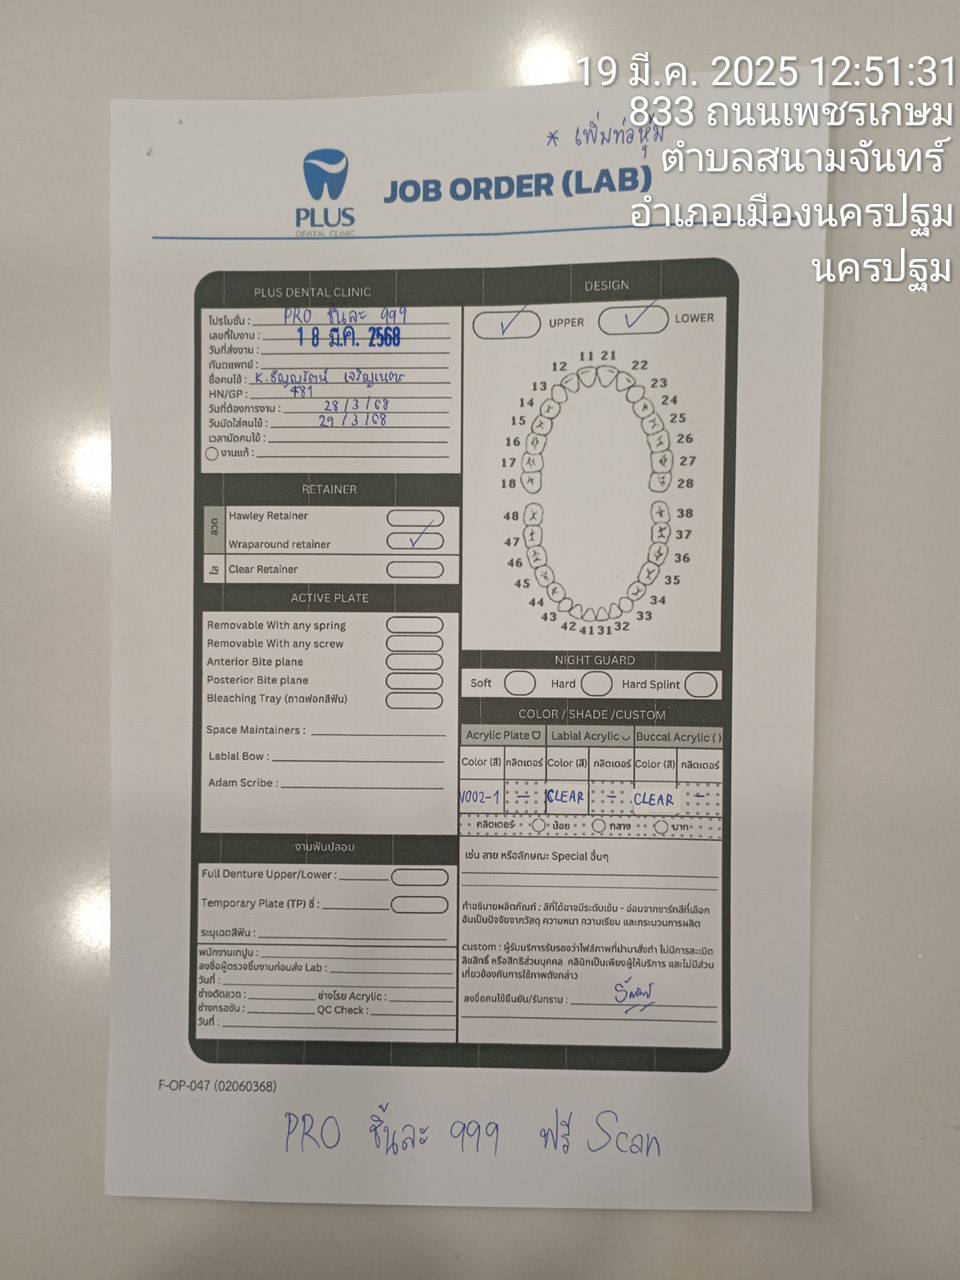 19 มี.ค. 2025 12:51:31
833 ถนนเพชรเกษม
ตำบลสนามจันทร์
อำเภอเมืองนครปฐม
นครปฐม
* เพิ่มท่อหุ้ม
PLUS
DENTAL CLINIC
JOB ORDER (LAB)
PLUS DENTAL CLINIC
โปรโมชั่น : PRO ชิ้นละ 999
เลขที่ใบงาน : 18 มี.ค. 2568
วันที่ส่งงาน :
ทันตแพทย์ :
ชื่อคนไข้ : K. ธัญญรัตน์
HN/GP : 481
วันที่ต้องการงาน : 28/3/68
วันนัดใส่คนไข้ : 29/3/68
เวลานัดคนไข้ :
งานแก้ :
RETAINER
ลวด
Hawley Retainer
Wraparound retainer ✓
ใส
Clear Retainer
ACTIVE PLATE
Removable With any spring
Removable With any screw
Anterior Bite plane
Posterior Bite plane
Bleaching Tray (ถาดฟอกสีฟัน)
Space Maintainers :
Labial Bow :
Adam Scribe :
งานฟันปลอม
Full Denture Upper/Lower :
Temporary Plate (TP) ซี่ :
ระบุเฉดสีฟัน :
พนักงานเทปูน :
ลงชื่อผู้ตรวจชิ้นงานก่อนส่ง Lab :
วันที่ :
ช่างดัดลวด : ช่างโรย Acrylic :
ช่างกรอขัด : QC Check :
วันที่ :
DESIGN
✓ UPPER ✓ LOWER
11 21
12 22
13 23
14 24
15 25
16 26
17 27
18 28
48 38
47 37
46 36
45 35
44 34
43 33
42 41 31 32
NIGHT GUARD
Soft Hard Hard Splint
COLOR / SHADE /CUSTOM
Acrylic Plate Labial Acrylic Buccal Acrylic ( )
Color (สี) กลิตเตอร์ Color (สี) กลิตเตอร์ Color (สี) กลิตเตอร์
V002-1 – CLEAR – CLEAR –
กลิตเตอร์ น้อย กลาง มาก
เช่น ลาย หรือลักษณะ Special อื่นๆ
คำอธิบายผลิตภัณฑ์ : สีที่ได้อาจมีระดับเข้ม - อ่อนจากชาร์ทสีที่เลือก
อันเป็นปัจจัยจากวัสดุ ความหนา ความเรียบ และกระบวนการผลิต
custom : ผู้รับบริการรับรองว่าไฟล์ภาพที่นำมาสั่งทำ ไม่มีการละเมิด
ลิขสิทธิ์ หรือสิทธิส่วนบุคคล คลินิกเป็นเพียงผู้ให้บริการ และไม่มีส่วน
เกี่ยวข้องกับการใช้ภาพดังกล่าว
ลงชื่อคนไข้ยืนยัน/รับทราบ :
F-OP-047 (02060368)
PRO ชิ้นละ 999 ฟรี Scan